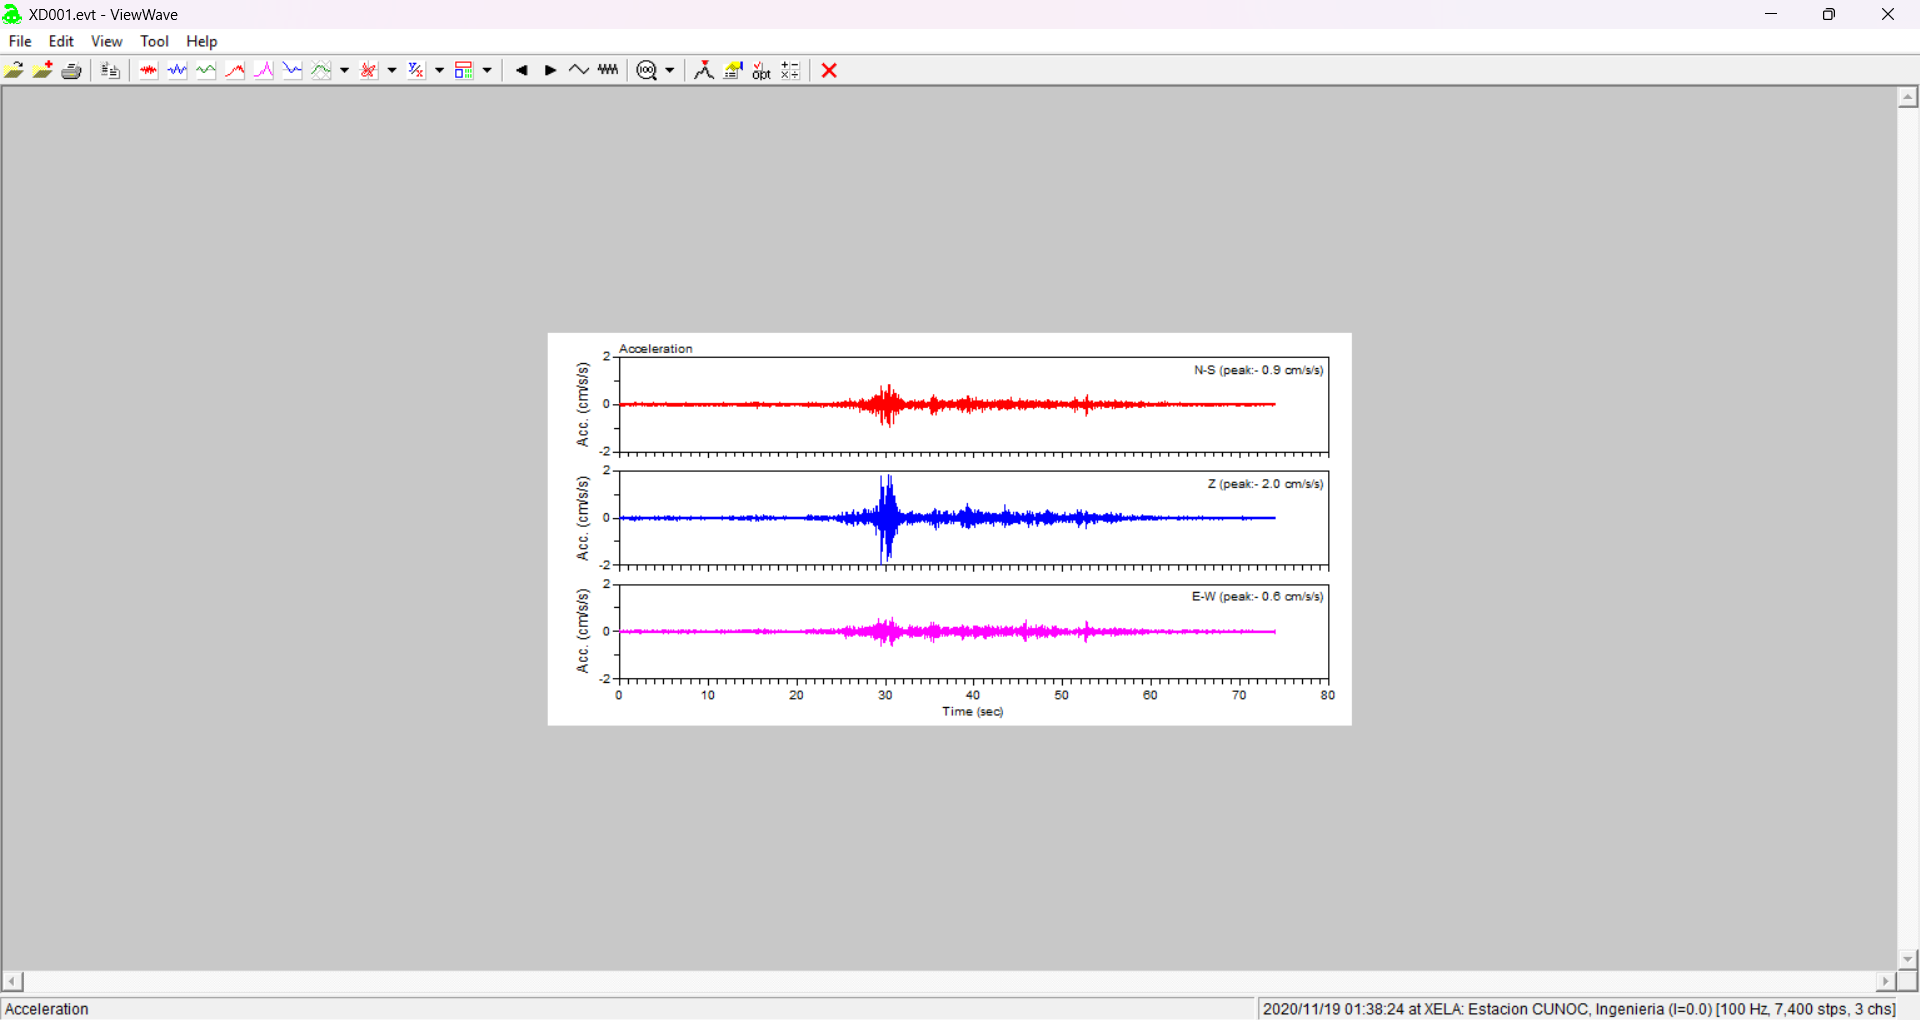 XD001.evt - ViewWave
File Edit View Tool Help
100 opt
Acceleration
2
0
-2
Acc. (cm/s/s)
N-S (peak:- 0.9 cm/s/s)
2
0
-2
Acc. (cm/s/s)
Z (peak:- 2.0 cm/s/s)
2
0
-2
Acc. (cm/s/s)
E-W (peak:- 0.6 cm/s/s)
0 10 20 30 40 50 60 70 80
Time (sec)
Acceleration
2020/11/19 01:38:24 at XELA: Estacion CUNOC, Ingenieria (I=0.0) [100 Hz, 7,400 stps, 3 chs]